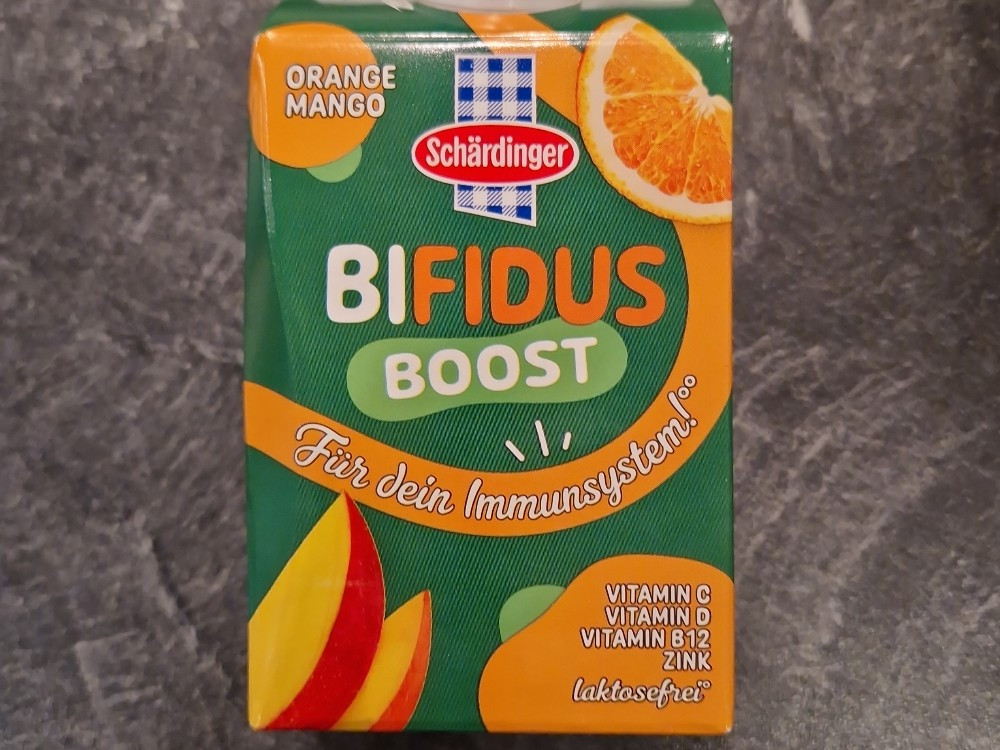 ORANGE
MANGO
Schärdinger
BIFIDUS
BOOST
Für dein Immunsystem!°°
VITAMIN C
VITAMIN D
VITAMIN B12
ZINK
laktosefrei°